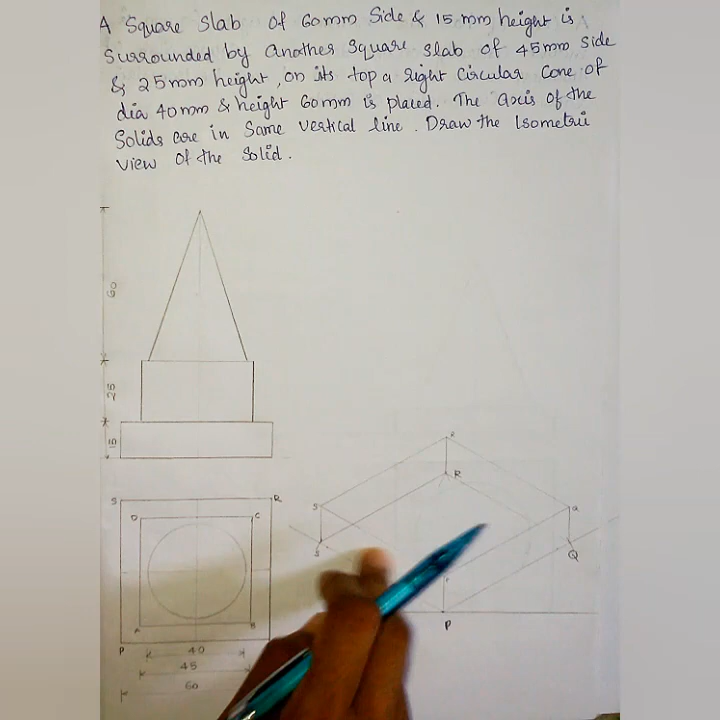 A Square slab of 60mm Side & 15 mm height is
Surrounded by another square slab of 45mm side
& 25mm height, on its top a right circular cone of
dia 40mm & height 60mm is placed. The axis of the
Solids are in Same vertical line. Draw the Isometric
view of the solid.
60
25
15
S R
D C
A B
P
40
45
60
R
R
S Q
S Q
P
P